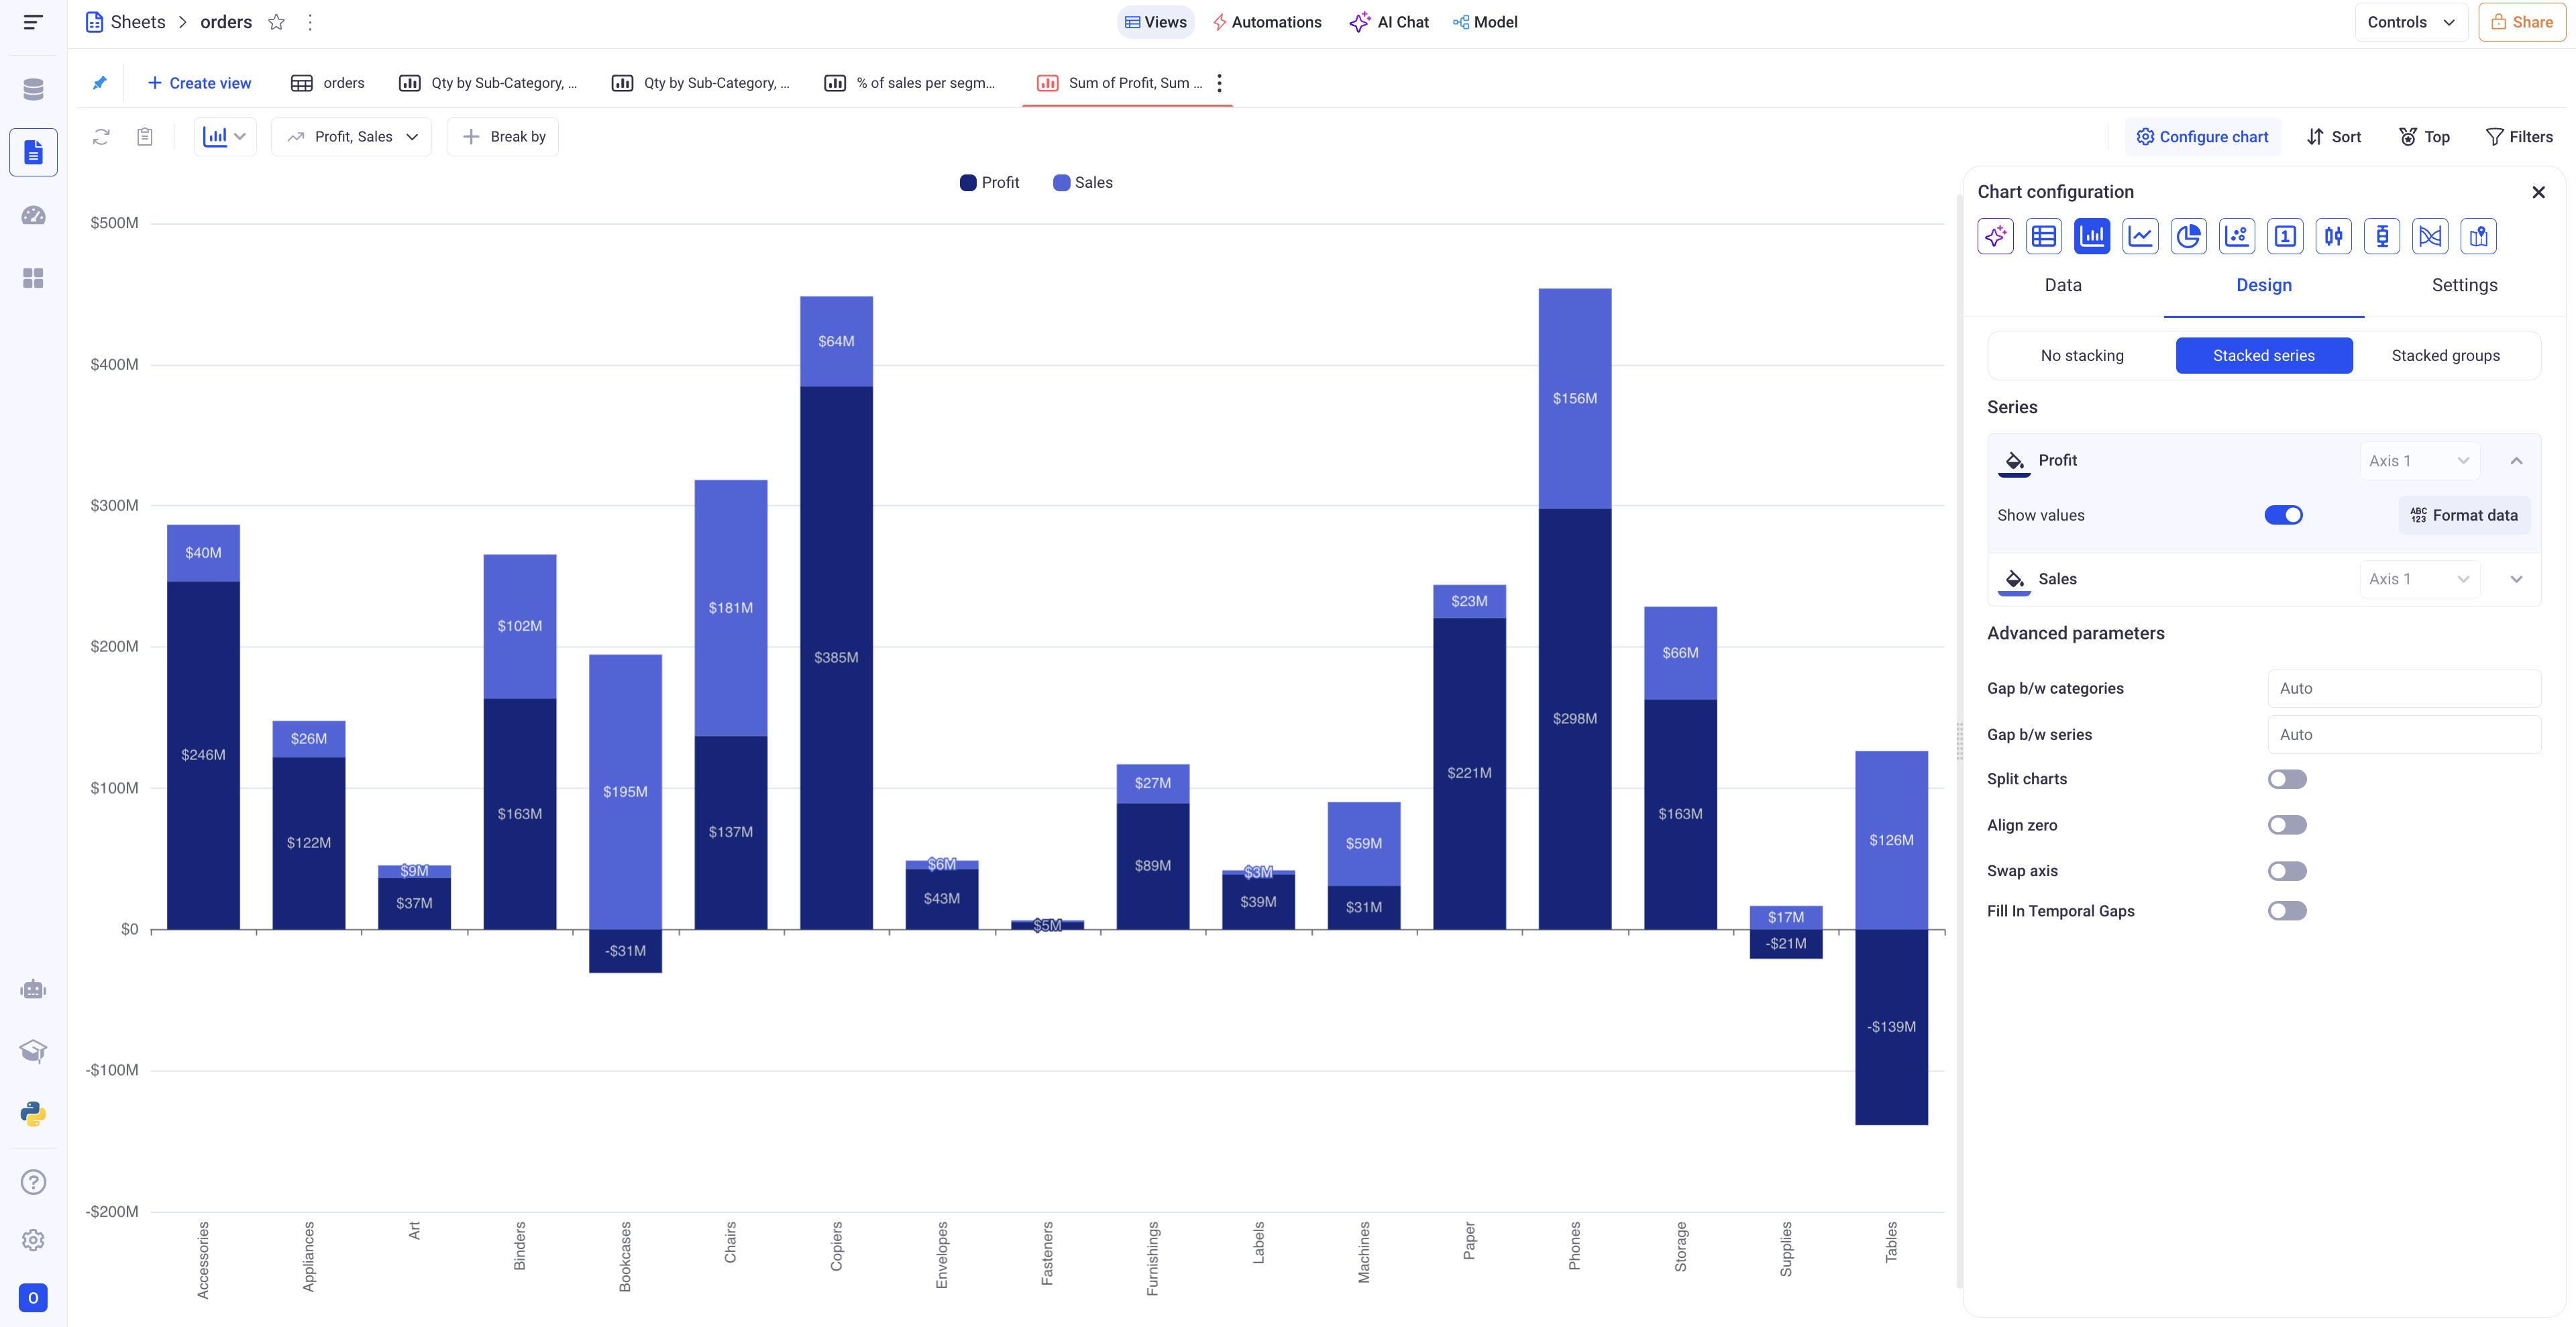 Sheets > orders
Views Automations AI Chat Model
Controls Share
Create view orders Qty by Sub-Category, ... Qty by Sub-Category, ... % of sales per segm... Sum of Profit, Sum ...
Profit, Sales Break by
Configure chart Sort Top Filters
Profit Sales
$500M
$400M
$300M
$200M
$100M
$0
-$100M
-$200M
$40M
$246M
$26M
$122M
$9M
$37M
$102M
$163M
$195M
-$31M
$181M
$137M
$64M
$385M
$6M
$43M
$5M
$27M
$89M
$3M
$39M
$59M
$31M
$23M
$221M
$156M
$298M
$66M
$163M
$17M
-$21M
$126M
-$139M
Accessories
Appliances
Art
Binders
Bookcases
Chairs
Copiers
Envelopes
Fasteners
Furnishings
Labels
Machines
Paper
Phones
Storage
Supplies
Tables
Chart configuration
1
Data Design Settings
No stacking Stacked series Stacked groups
Series
Profit Axis 1
Show values ABC 123 Format data
Sales Axis 1
Advanced parameters
Gap b/w categories Auto
Gap b/w series Auto
Split charts
Align zero
Swap axis
Fill In Temporal Gaps
?
O